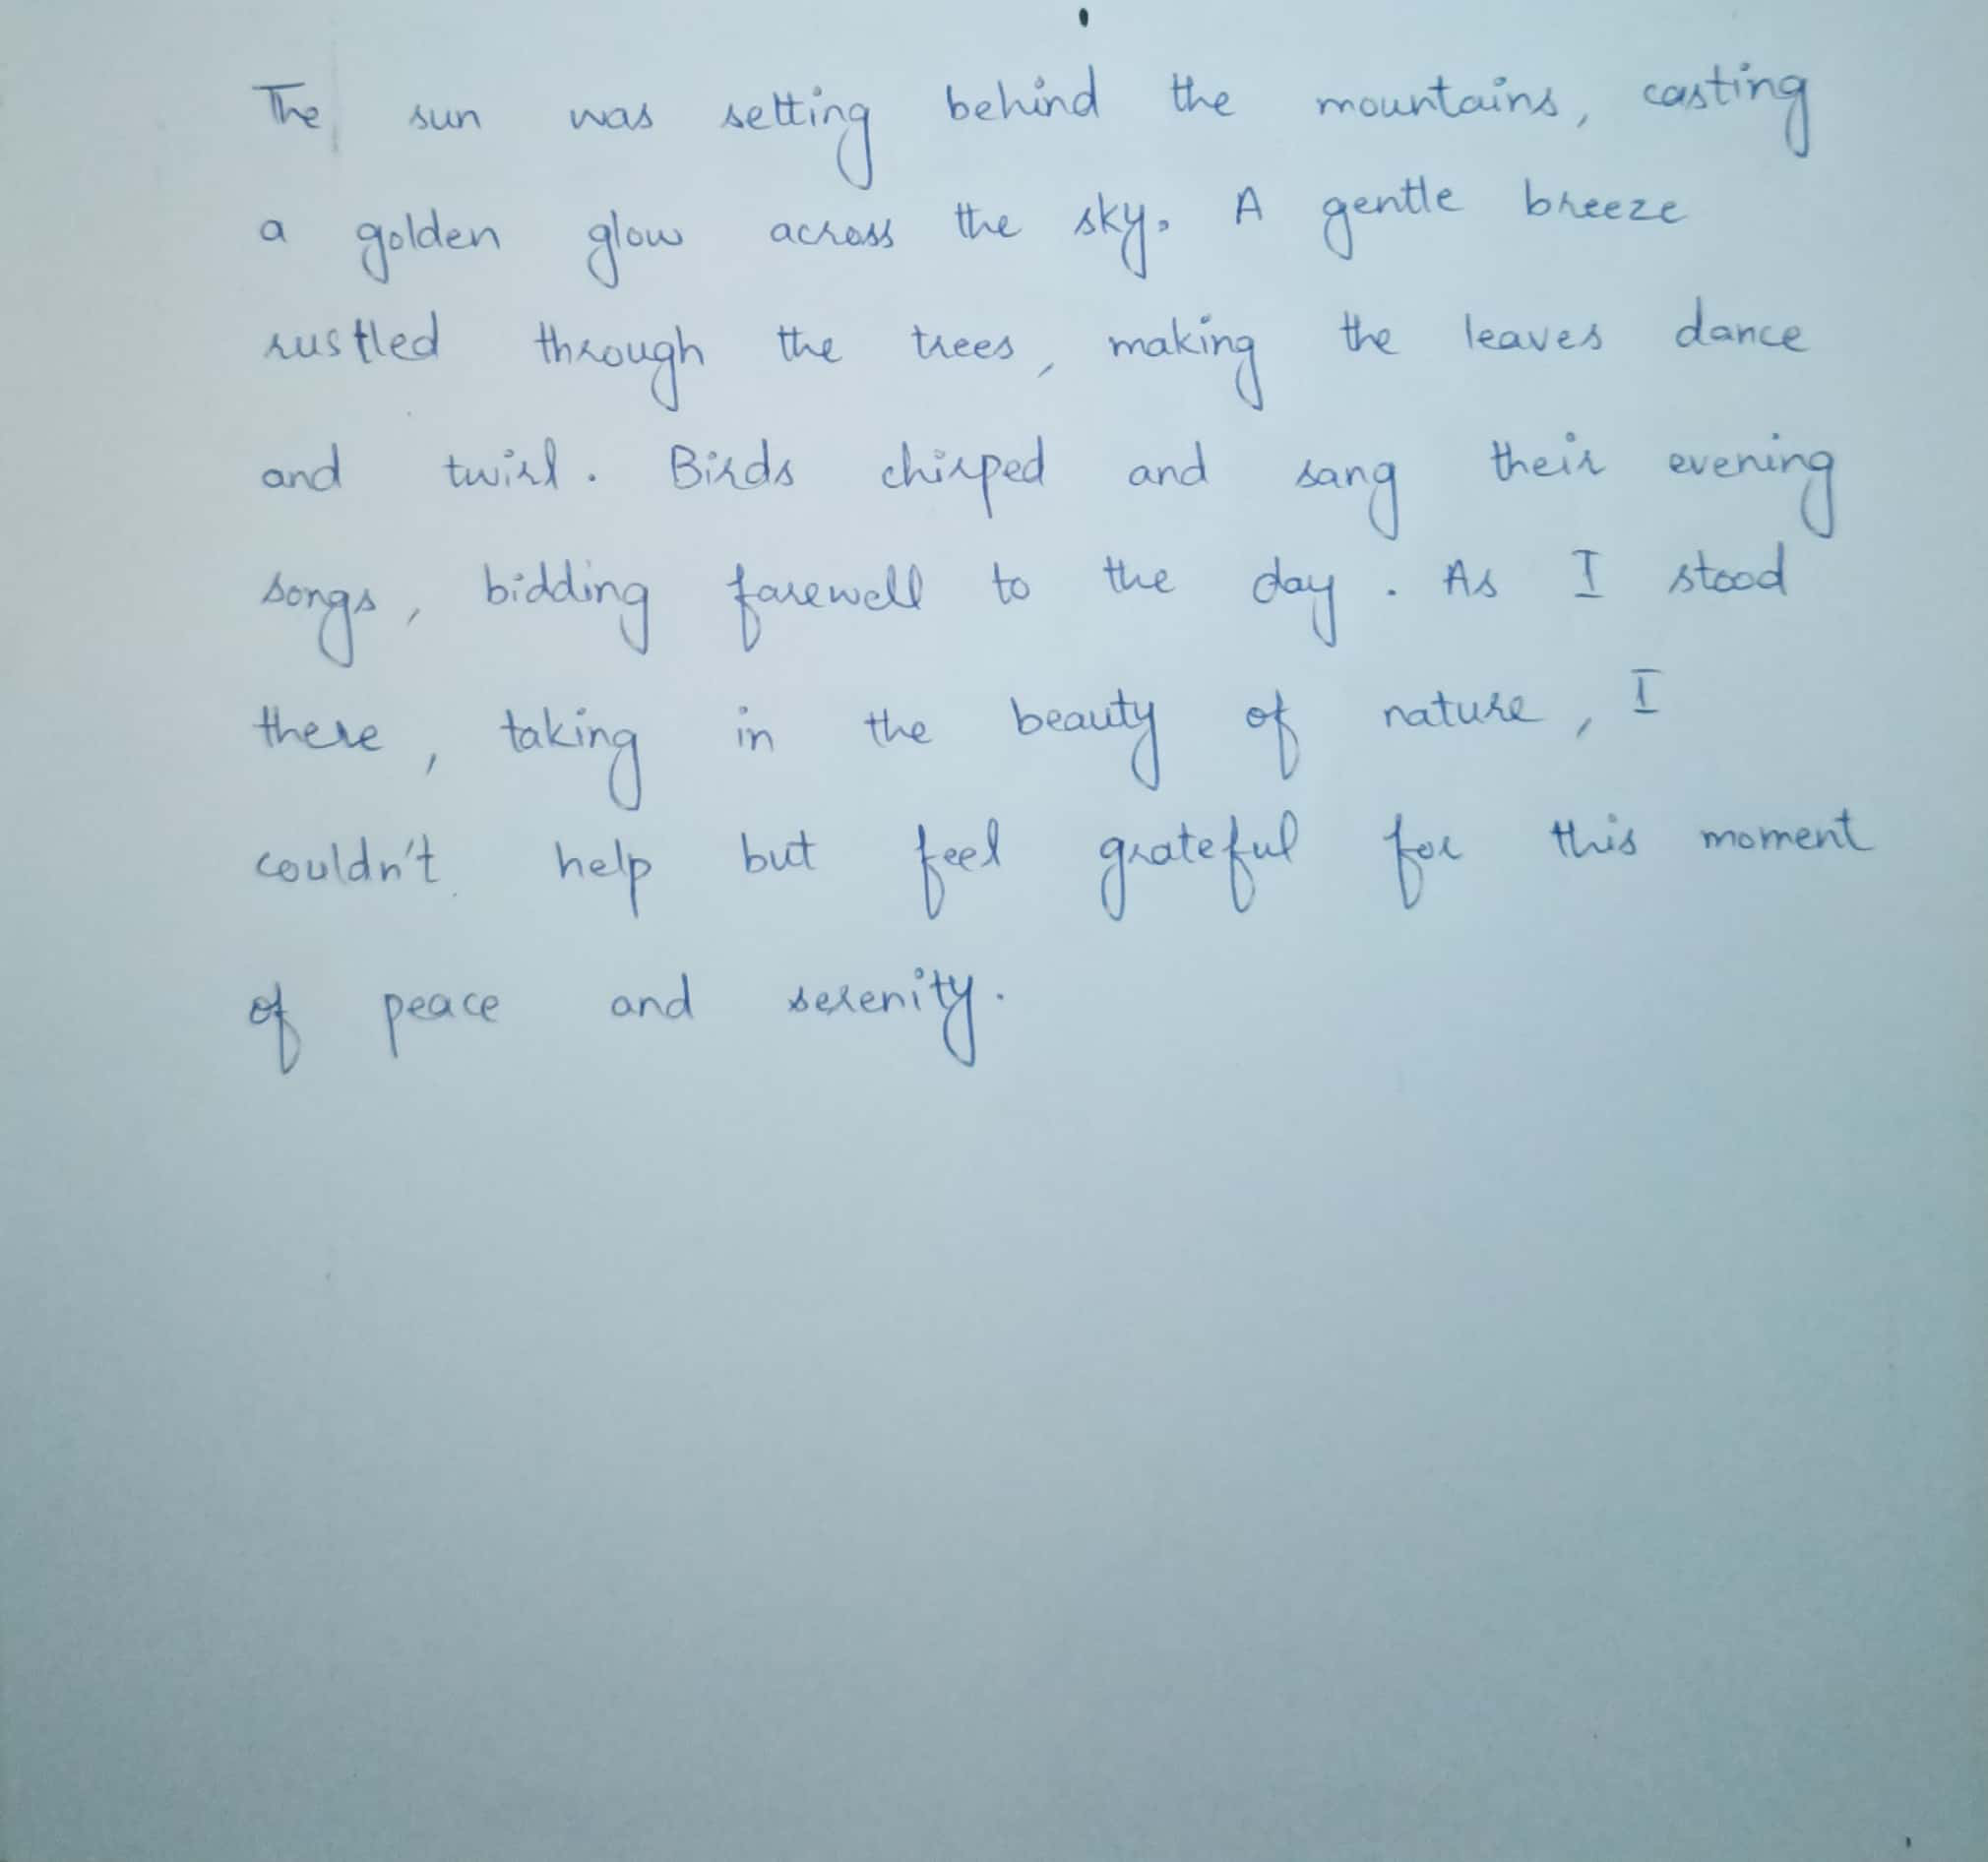 The sun was setting behind the mountains, casting
a golden glow across the sky. A gentle breeze
rustled through the trees, making the leaves dance
and twirl. Birds chirped and sang their evening
songs, bidding farewell to the day. As I stood
there, taking in the beauty of nature, I
couldn't help but feel grateful for this moment
of peace and serenity.